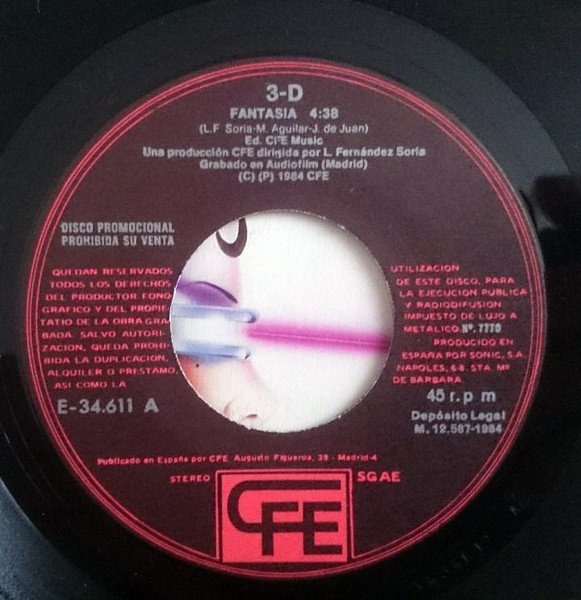 3-D
FANTASIA 4:38
(L.F Soria-M. Aguilar-J. de Juan)
Ed. CFE Music
Una producción CFE dirigida por L. Fernández Soria
Grabado en Audiofilm (Madrid)
(C) (P) 1984 CFE
DISCO PROMOCIONAL
PROHIBIDA SU VENTA
QUEDAN RESERVADOS
TODOS LOS DERECHOS
DEL PRODUCTOR FONO
GRAFICO Y DEL PROPIE-
TATIO DE LA OBRA GRA
BADA. SALVO AUTORI-
ZACION, QUEDA PROHI-
BIDA LA DUPLICACION,
ALQUILER O PRESTAMO,
ASI COMO LA
E-34.611 A
UTILIZACION
DE ESTE DISCO, PARA
LA EJECUCION PUBLICA
Y RADIODIFUSION
IMPUESTO DE LUJO A
METALICO. Nº. 7770
PRODUCIDO EN
ESPAÑA POR SONIC, S.A.
NAPOLES, 6-8. STA. Mª
DE BARBARA.
45 r.p m
Depósito Legal
M. 12.587-1984
Publicado en España por CFE Augusto Figueroa, 39 - Madrid-4
STEREO
SGAE
CFE